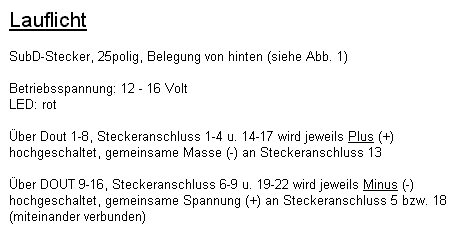 Lauflicht
SubD-Stecker, 25polig, Belegung von hinten (siehe Abb. 1)
Betriebsspannung: 12 - 16 Volt
LED: rot
Über Dout 1-8, Steckeranschluss 1-4 u. 14-17 wird jeweils Plus (+)
hochgeschaltet, gemeinsame Masse (-) an Steckeranschluss 13
Über DOUT 9-16, Steckeranschluss 6-9 u. 19-22 wird jeweils Minus (-)
hochgeschaltet, gemeinsame Spannung (+) an Steckeranschluss 5 bzw. 18
(miteinander verbunden)